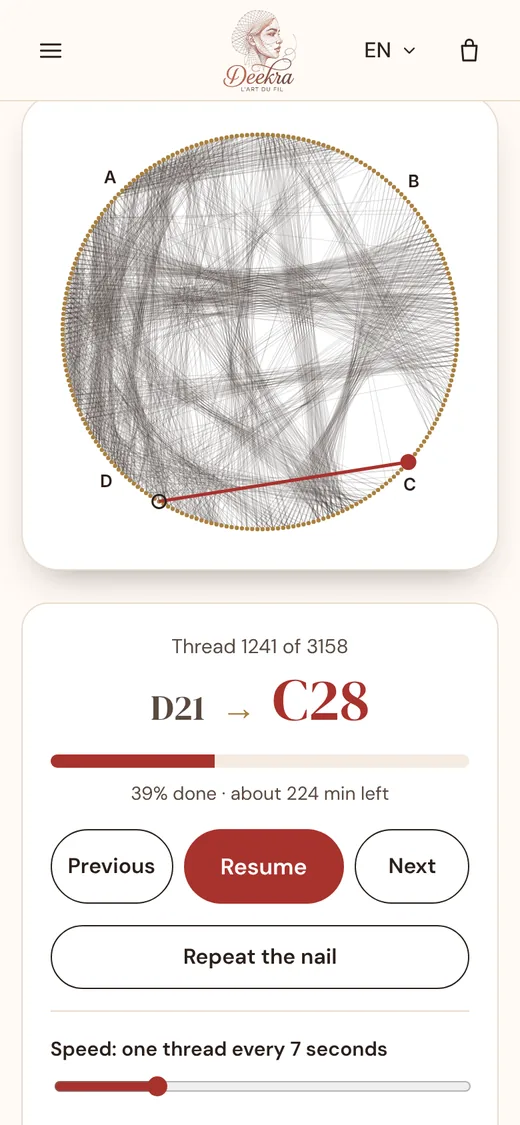 Deekra
L'ART DU FIL
EN
A
B
D
C
Thread 1241 of 3158
D21 → C28
39% done · about 224 min left
Previous
Resume
Next
Repeat the nail
Speed: one thread every 7 seconds